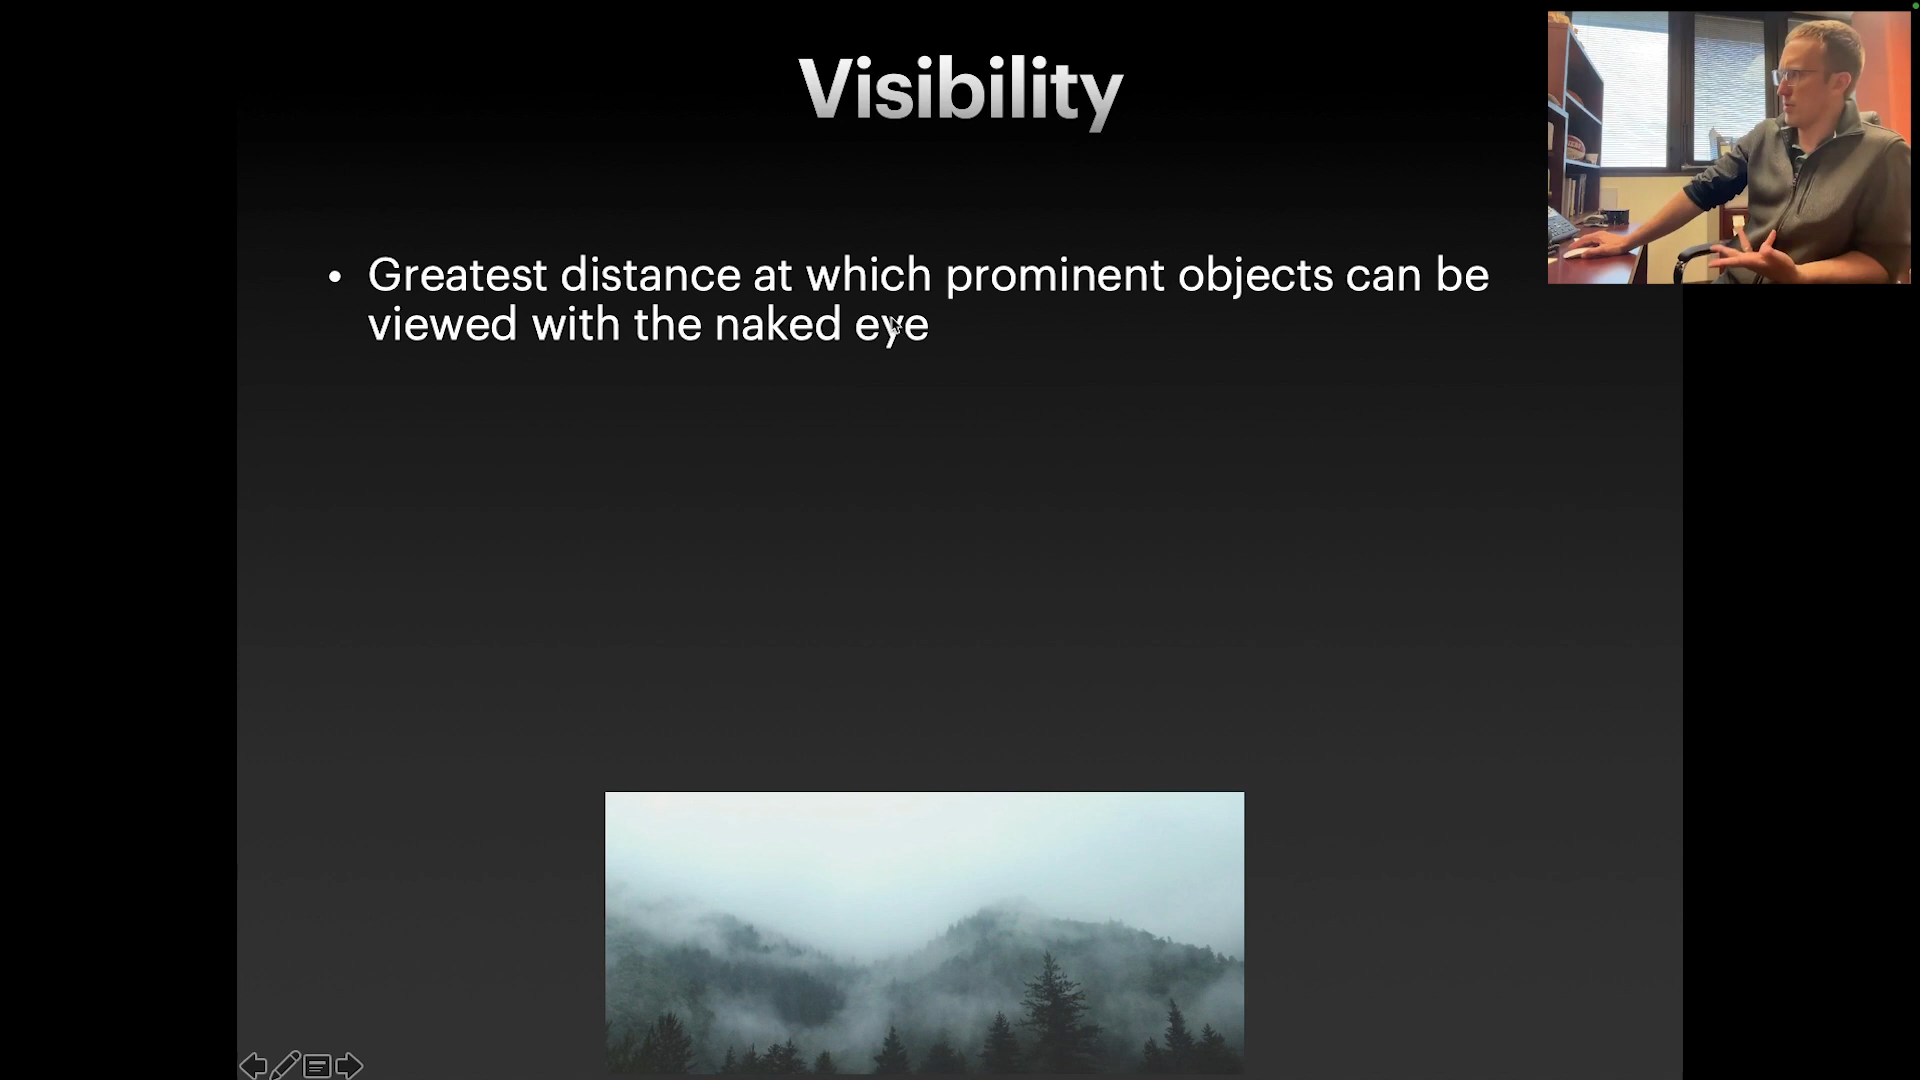 Visibility
• Greatest distance at which prominent objects can be
viewed with the naked eye